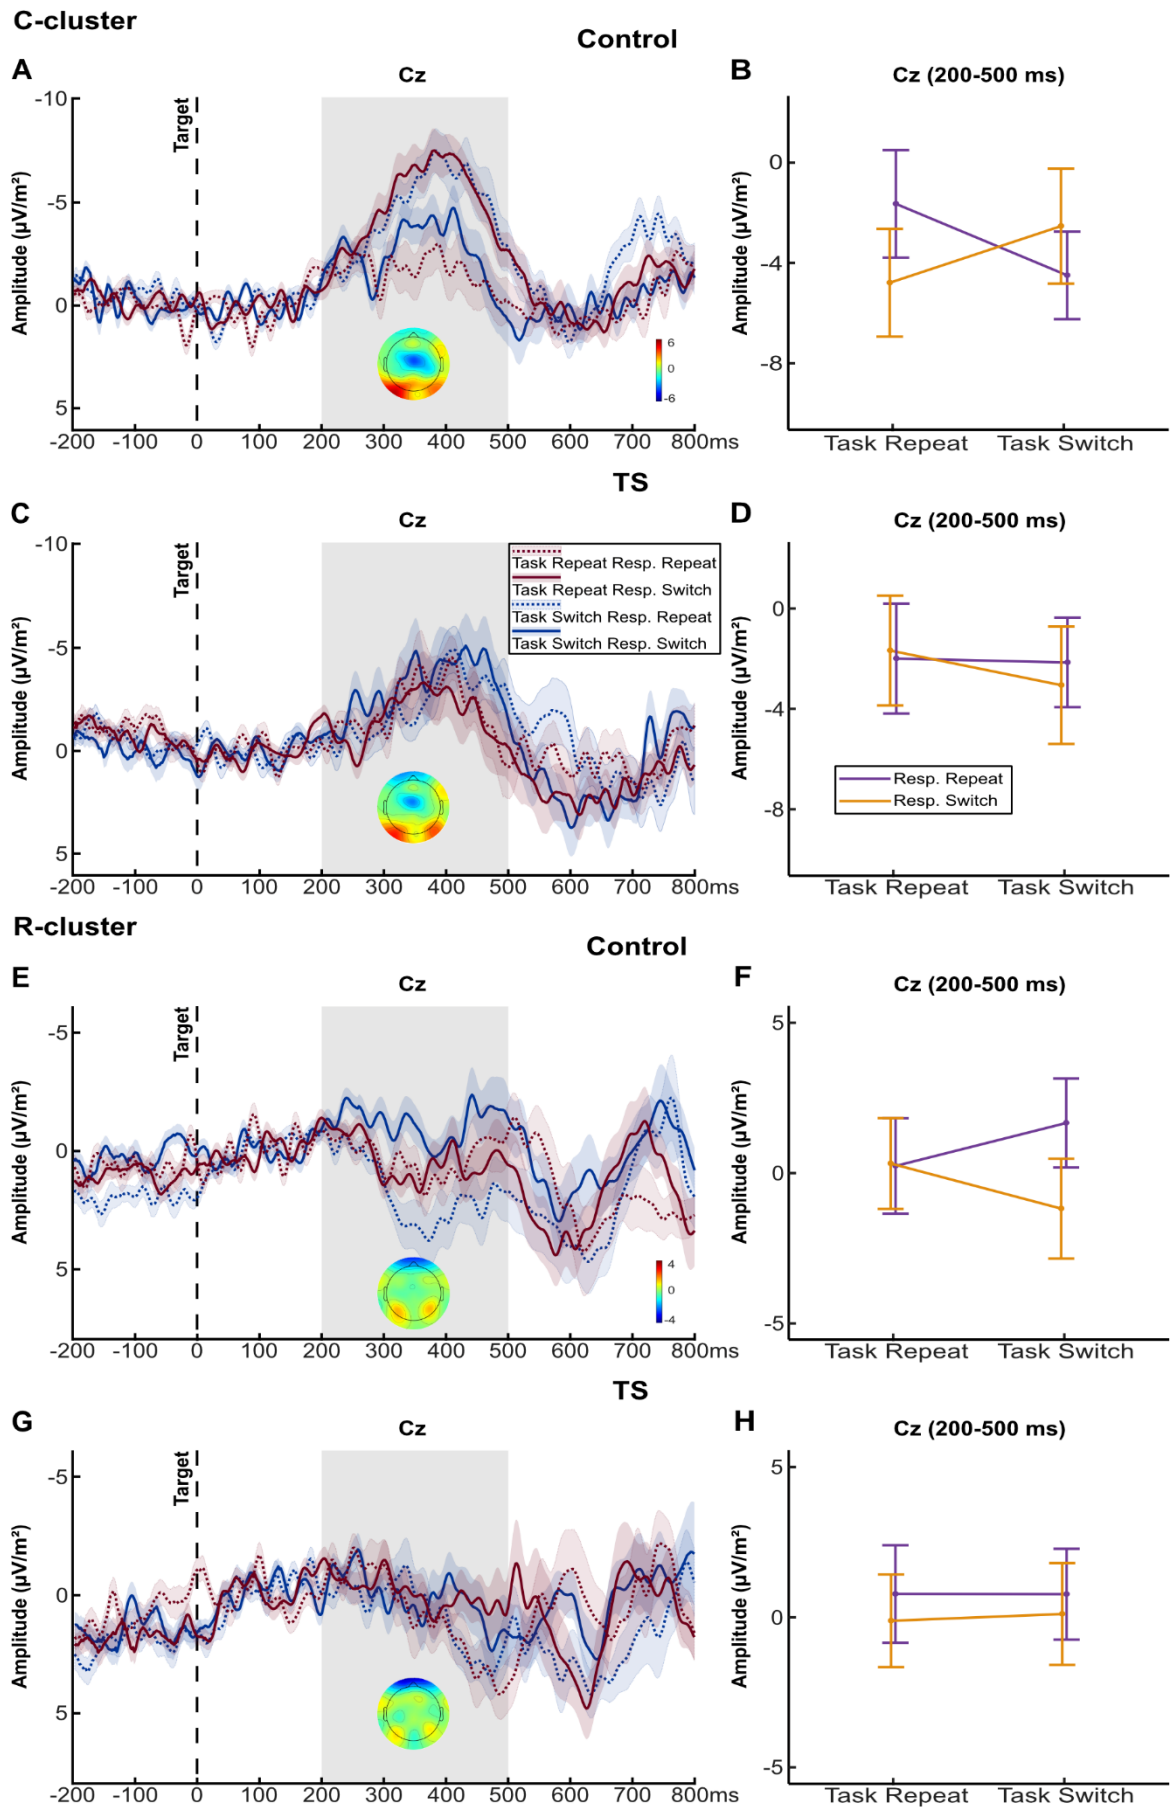 C-cluster
Control
A
Cz
Target
Amplitude (µV/m²)
-10
-5
0
5
6
0
-6
-200 -100 0 100 200 300 400 500 600 700 800ms
B
Cz (200-500 ms)
Amplitude (µV/m²)
0
-4
-8
Task Repeat Task Switch
TS
C
Cz
Target
Amplitude (µV/m²)
-10
-5
0
5
Task Repeat Resp. Repeat
Task Repeat Resp. Switch
Task Switch Resp. Repeat
Task Switch Resp. Switch
-200 -100 0 100 200 300 400 500 600 700 800ms
D
Cz (200-500 ms)
Amplitude (µV/m²)
0
-4
-8
Resp. Repeat
Resp. Switch
Task Repeat Task Switch
R-cluster
Control
E
Cz
Target
Amplitude (µV/m²)
-5
0
5
4
0
-4
-200 -100 0 100 200 300 400 500 600 700 800ms
F
Cz (200-500 ms)
Amplitude (µV/m²)
5
0
-5
Task Repeat Task Switch
TS
G
Cz
Target
Amplitude (µV/m²)
-5
0
5
-200 -100 0 100 200 300 400 500 600 700 800ms
H
Cz (200-500 ms)
Amplitude (µV/m²)
5
0
-5
Task Repeat Task Switch